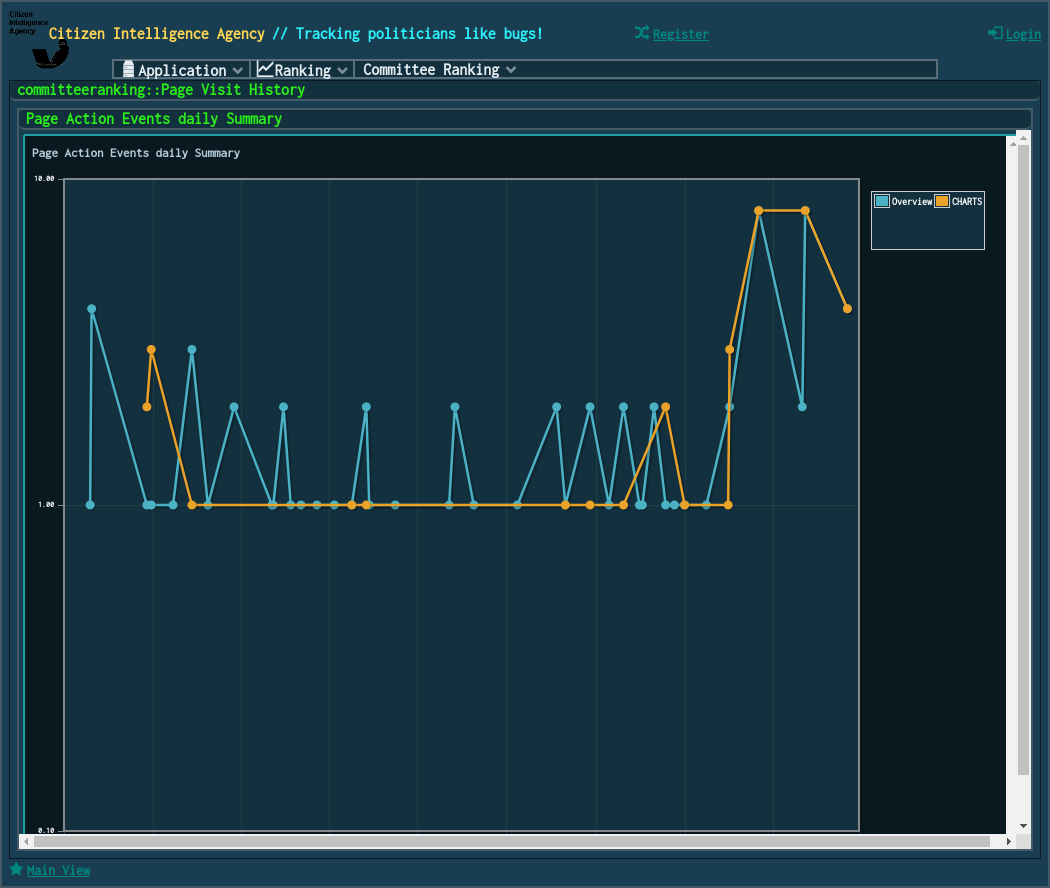 Citizen
Intelligence
Agency
Citizen Intelligence Agency // Tracking politicians like bugs!
Register
Login
Application
Ranking
Committee Ranking
committeeranking::Page Visit History
Page Action Events daily Summary
Page Action Events daily Summary
10.00
Overview CHARTS
1.00
0.10
Main View